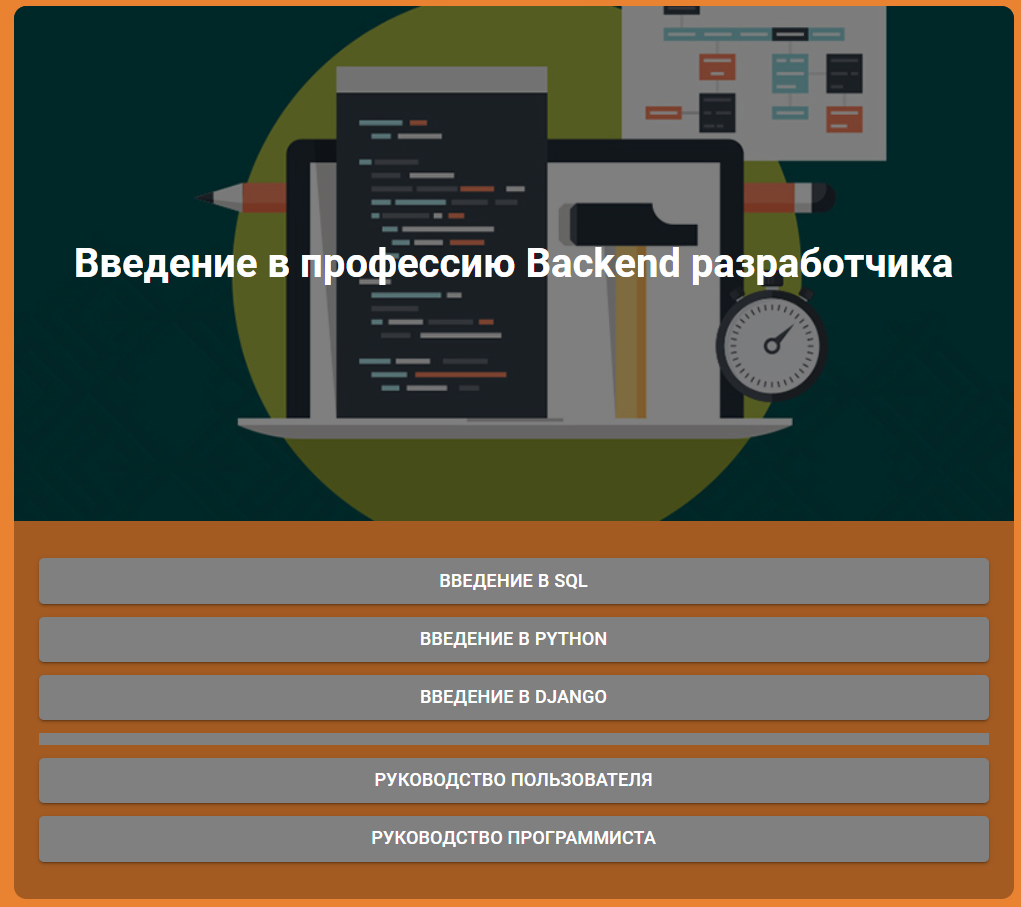 Введение в профессию Backend разработчика
ВВЕДЕНИЕ В SQL
ВВЕДЕНИЕ В PYTHON
ВВЕДЕНИЕ В DJANGO
РУКОВОДСТВО ПОЛЬЗОВАТЕЛЯ
РУКОВОДСТВО ПРОГРАММИСТА